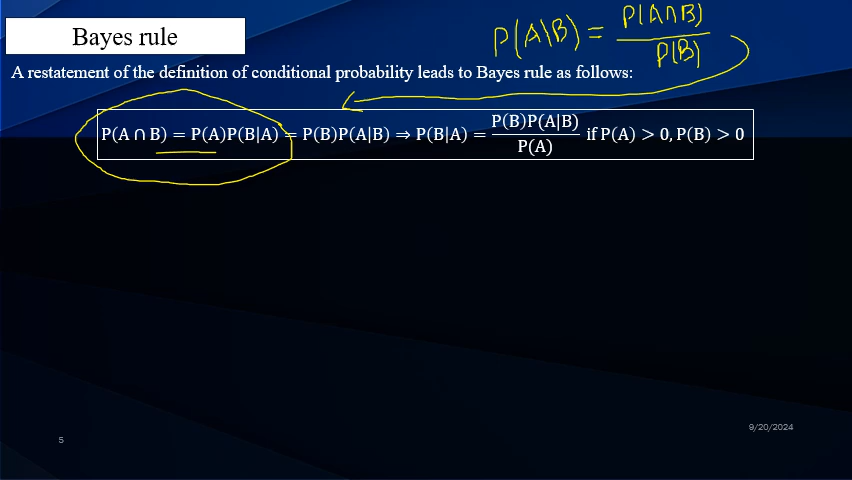 Bayes rule
P(A\B) = P(A∩B) / P(B)
A restatement of the definition of conditional probability leads to Bayes rule as follows:
P(A ∩ B) = P(A)P(B|A) = P(B)P(A|B) ⇒ P(B|A) = P(B)P(A|B) / P(A) if P(A) > 0, P(B) > 0
9/20/2024
5